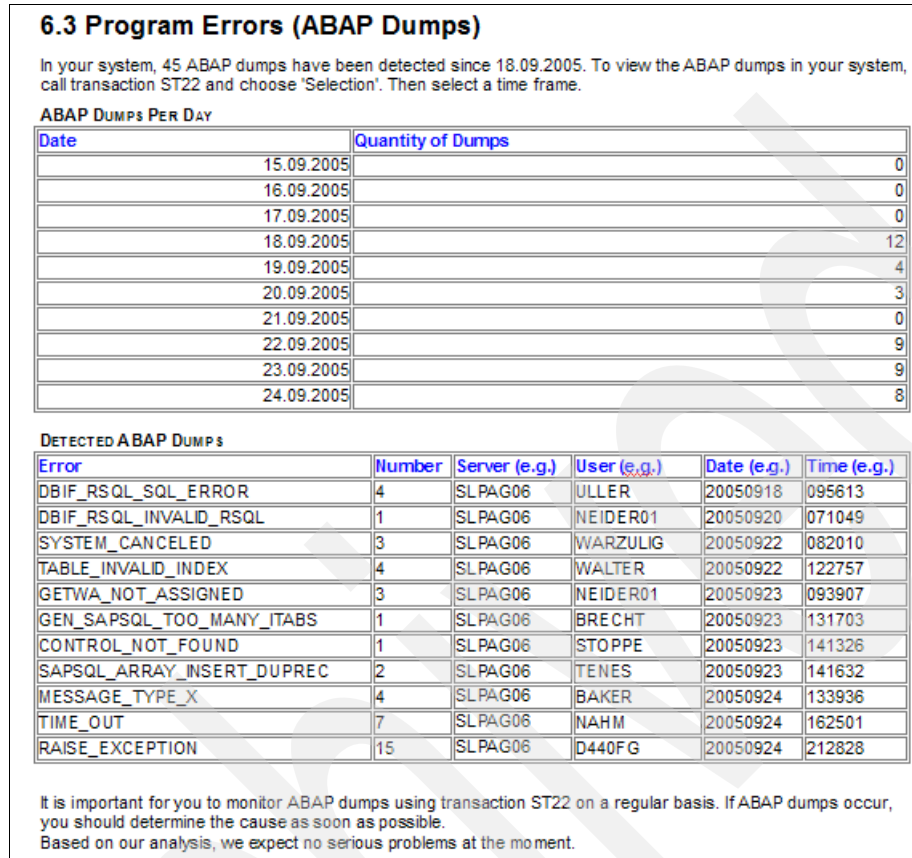 6.3 Program Errors (ABAP Dumps)
In your system, 45 ABAP dumps have been detected since 18.09.2005. To view the ABAP dumps in your system,
call transaction ST22 and choose 'Selection'. Then select a time frame.
ABAP DUMPS PER DAY
Date Quantity of Dumps
15.09.2005 0
16.09.2005 0
17.09.2005 0
18.09.2005 12
19.09.2005 4
20.09.2005 3
21.09.2005 0
22.09.2005 9
23.09.2005 9
24.09.2005 8
DETECTED ABAP DUMPS
Error Number Server (e.g.) User (e.g.) Date (e.g.) Time (e.g.)
DBIF_RSQL_SQL_ERROR 4 SLPAG06 ULLER 20050918 095613
DBIF_RSQL_INVALID_RSQL 1 SLPAG06 NEIDER01 20050920 071049
SYSTEM_CANCELED 3 SLPAG06 WARZULIG 20050922 082010
TABLE_INVALID_INDEX 4 SLPAG06 WALTER 20050922 122757
GETWA_NOT_ASSIGNED 3 SLPAG06 NEIDER01 20050923 093907
GEN_SAPSQL_TOO_MANY_ITABS 1 SLPAG06 BRECHT 20050923 131703
CONTROL_NOT_FOUND 1 SLPAG06 STOPPE 20050923 141326
SAPSQL_ARRAY_INSERT_DUPREC 2 SLPAG06 TENES 20050923 141632
MESSAGE_TYPE_X 4 SLPAG06 BAKER 20050924 133936
TIME_OUT 7 SLPAG06 NAHM 20050924 162501
RAISE_EXCEPTION 15 SLPAG06 D440FG 20050924 212828
It is important for you to monitor ABAP dumps using transaction ST22 on a regular basis. If ABAP dumps occur,
you should determine the cause as soon as possible.
Based on our analysis, we expect no serious problems at the moment.